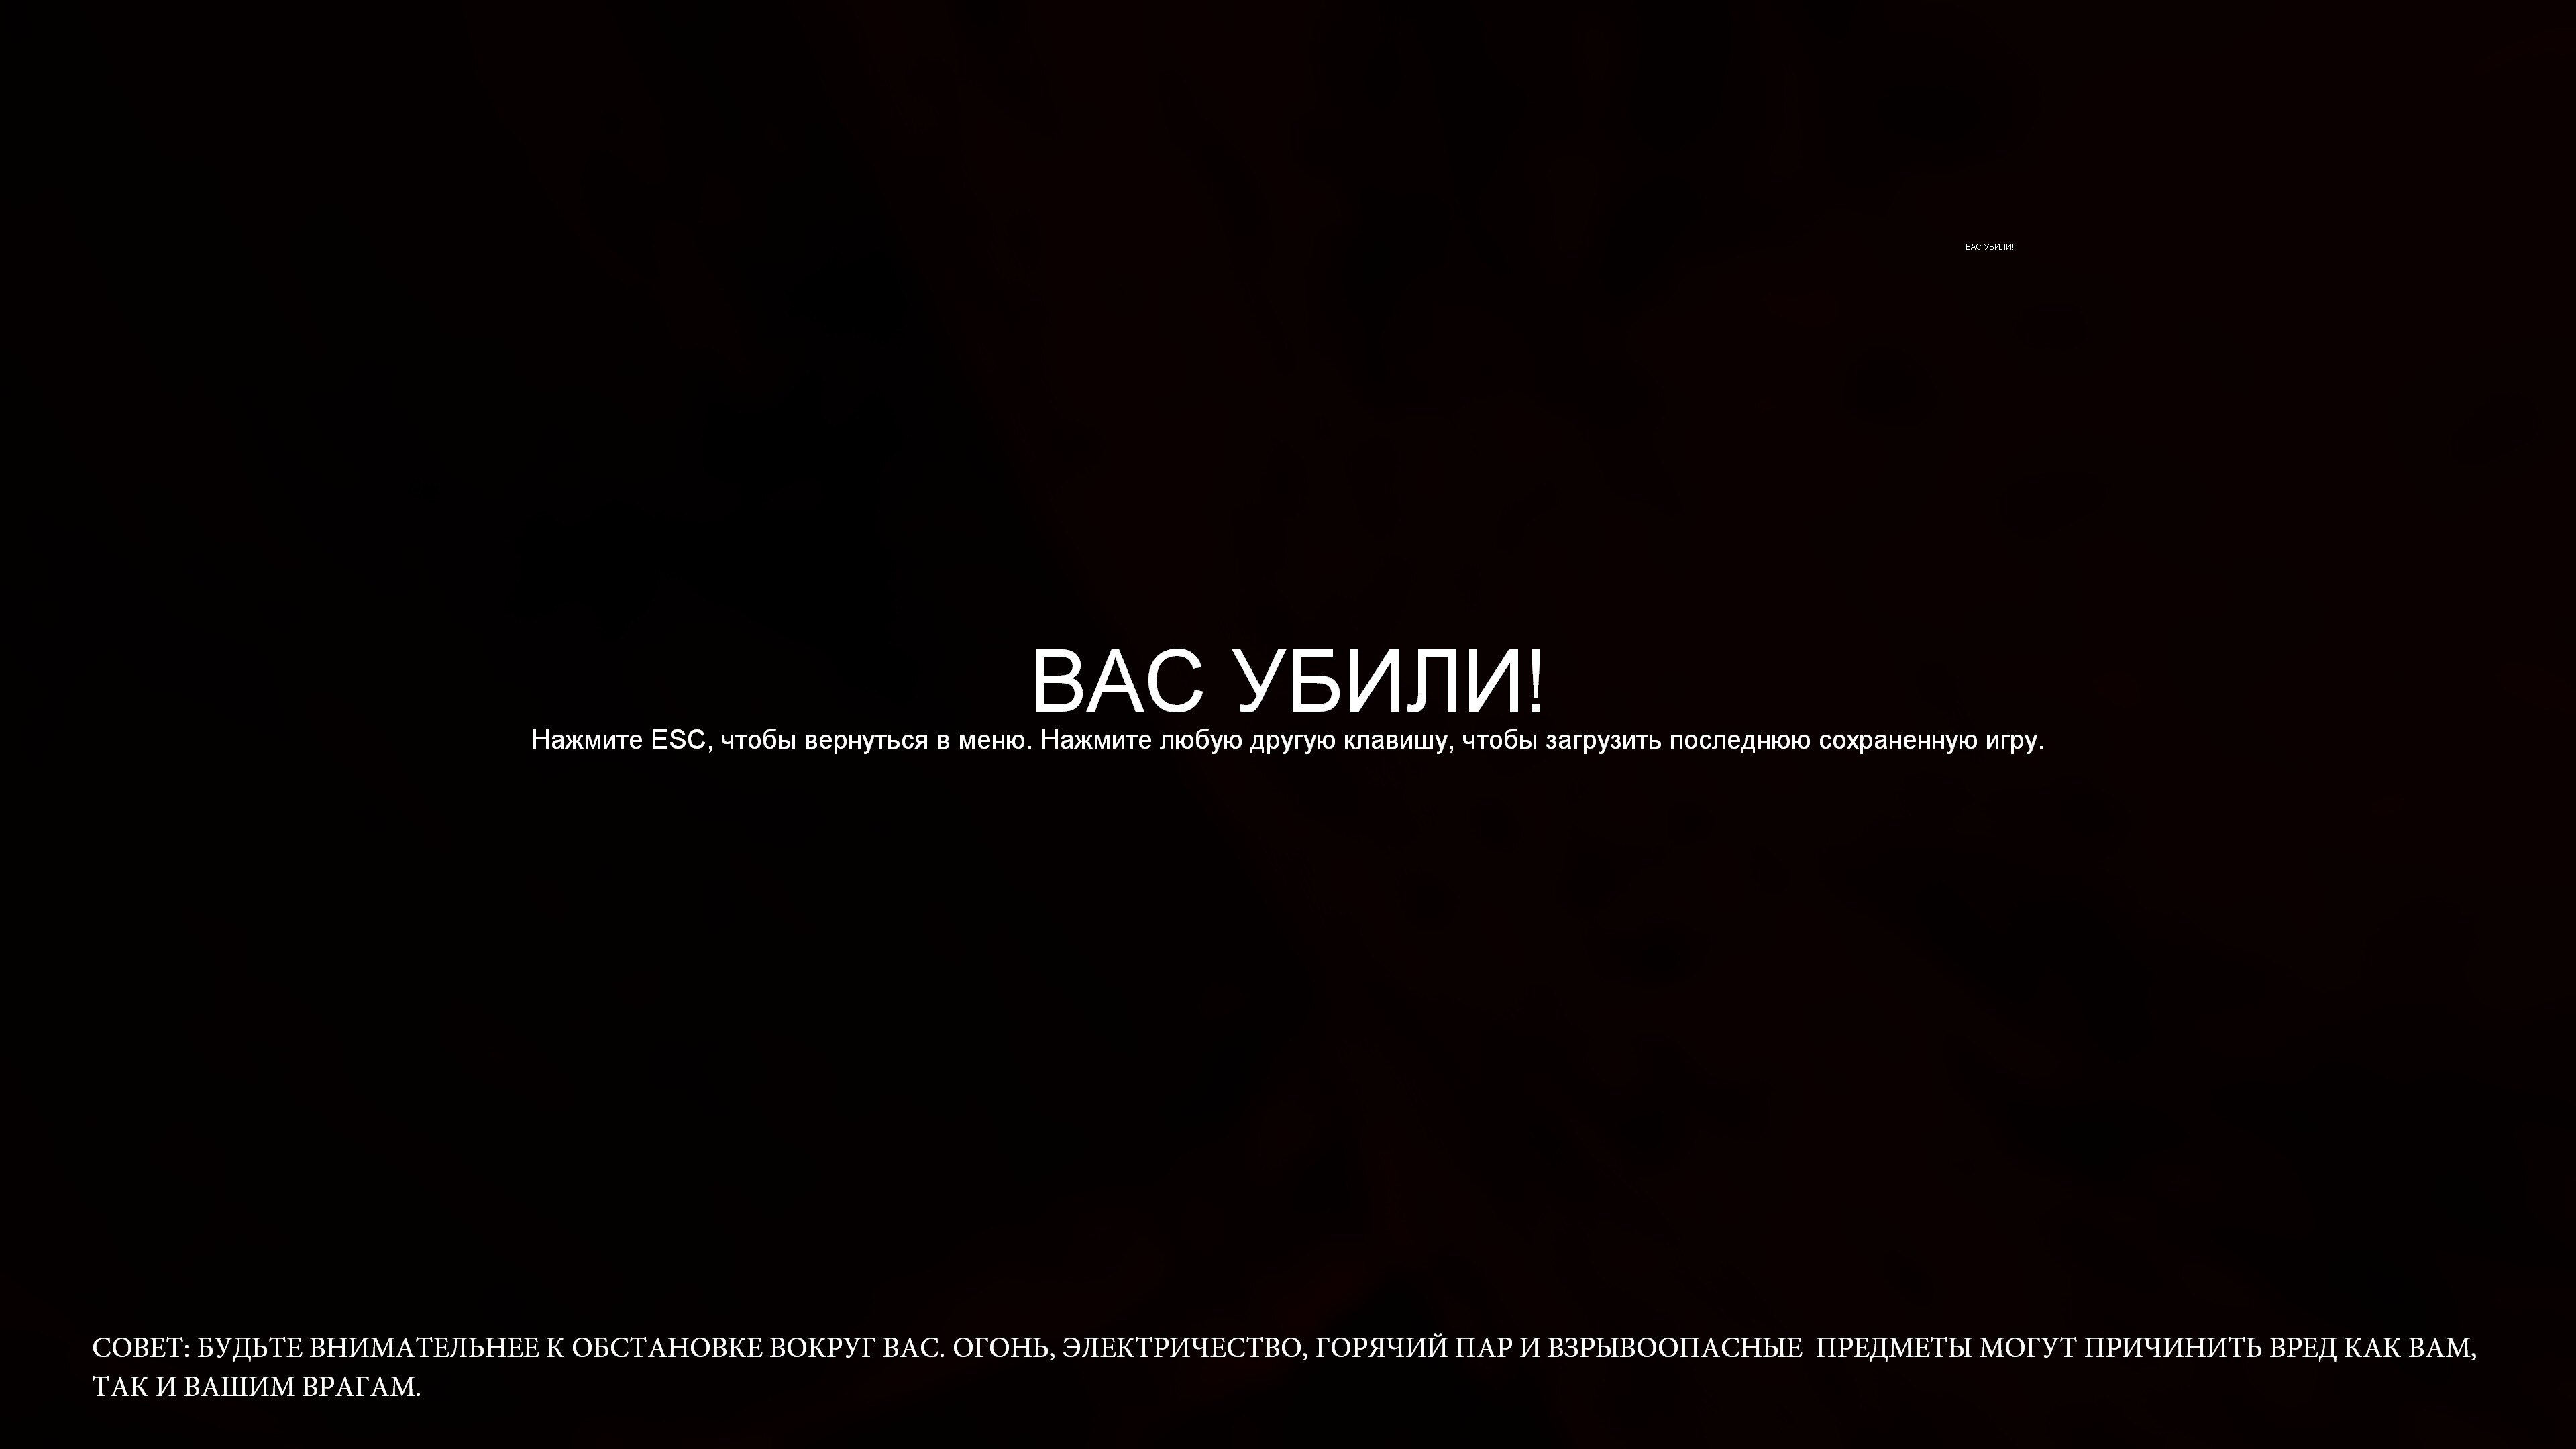 ВАС УБИЛИ!
ВАС УБИЛИ!
Нажмите ESC, чтобы вернуться в меню. Нажмите любую другую клавишу, чтобы загрузить последнюю сохраненную игру.
СОВЕТ: БУДЬТЕ ВНИМАТЕЛЬНЕЕ К ОБСТАНОВКЕ ВОКРУГ ВАС. ОГОНЬ, ЭЛЕКТРИЧЕСТВО, ГОРЯЧИЙ ПАР И ВЗРЫВООПАСНЫЕ  ПРЕДМЕТЫ МОГУТ ПРИЧИНИТЬ ВРЕД КАК ВАМ,
ТАК И ВАШИМ ВРАГАМ.